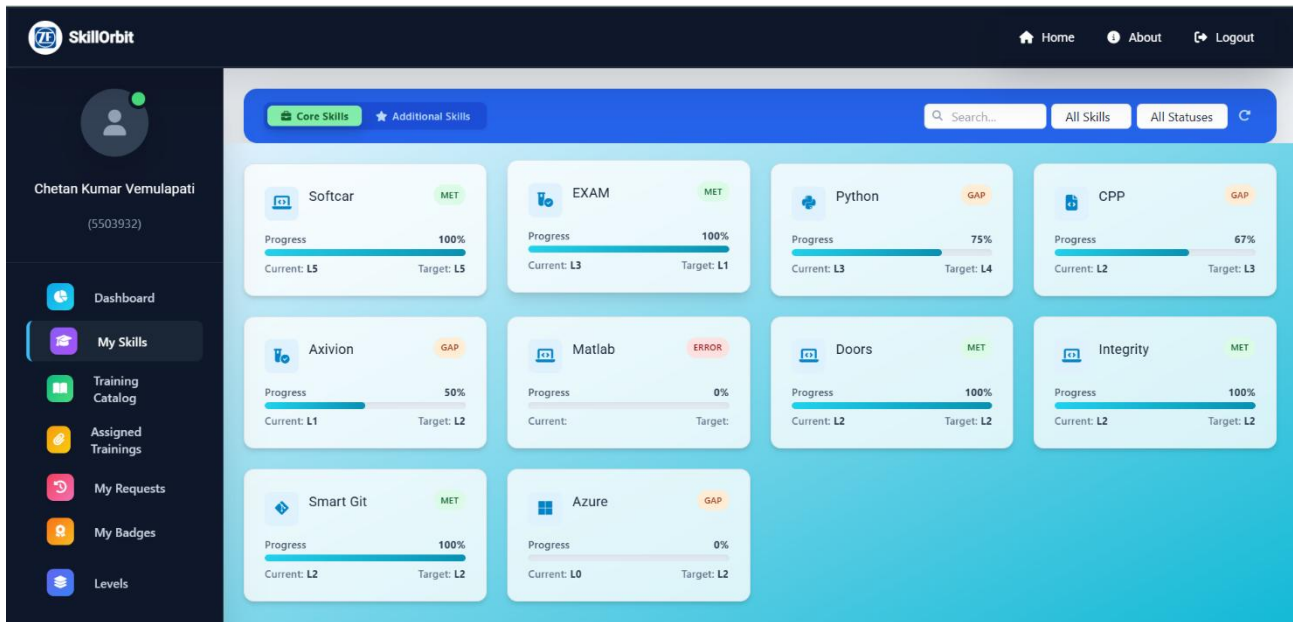 ZF SkillOrbit
Home About Logout
Chetan Kumar Vemulapati
(5503932)
Dashboard
My Skills
Training
Catalog
Assigned
Trainings
My Requests
My Badges
Levels
Core Skills Additional Skills Search... All Skills All Statuses
Softcar MET
Progress 100%
Current: L5 Target: L5
EXAM MET
Progress 100%
Current: L3 Target: L1
Python GAP
Progress 75%
Current: L3 Target: L4
CPP GAP
Progress 67%
Current: L2 Target: L3
Axivion GAP
Progress 50%
Current: L1 Target: L2
Matlab ERROR
Progress 0%
Current: Target:
Doors MET
Progress 100%
Current: L2 Target: L2
Integrity MET
Progress 100%
Current: L2 Target: L2
Smart Git MET
Progress 100%
Current: L2 Target: L2
Azure GAP
Progress 0%
Current: L0 Target: L2